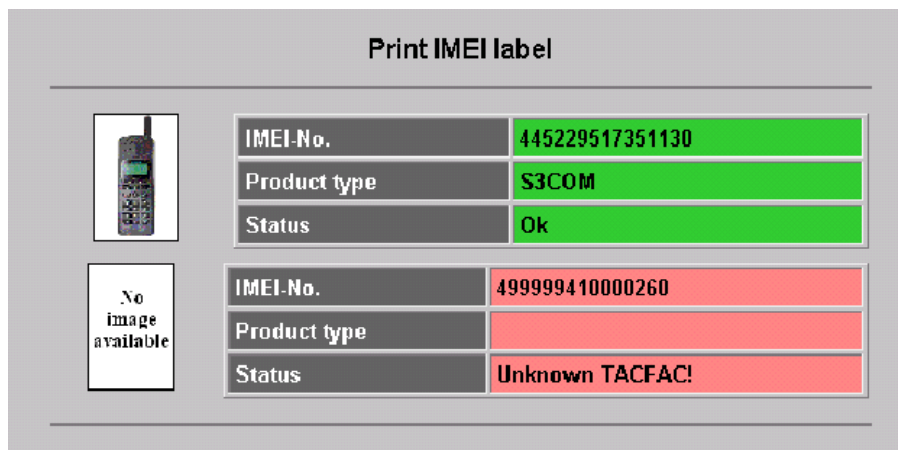 Print IMEI label
IMEI-No. 445229517351130
Product type S3COM
Status Ok
No
image
available
IMEI-No. 499999410000260
Product type
Status Unknown TACFAC!